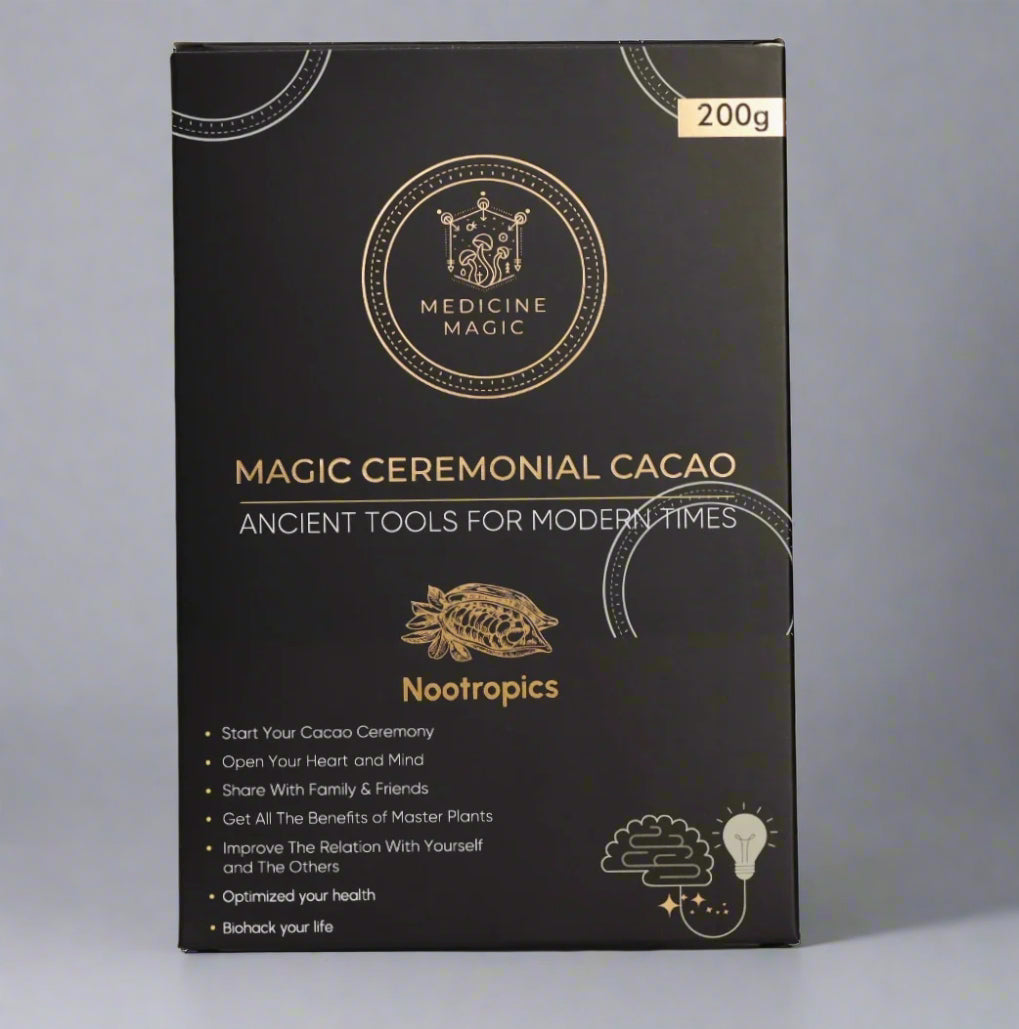 200g
MEDICINE
MAGIC
MAGIC CEREMONIAL CACAO
ANCIENT TOOLS FOR MODERN TIMES
Nootropics
• Start Your Cacao Ceremony
• Open Your Heart and Mind
• Share With Family & Friends
• Get All The Benefits of Master Plants
• Improve The Relation With Yourself
and The Others
• Optimized your health
• Biohack your life